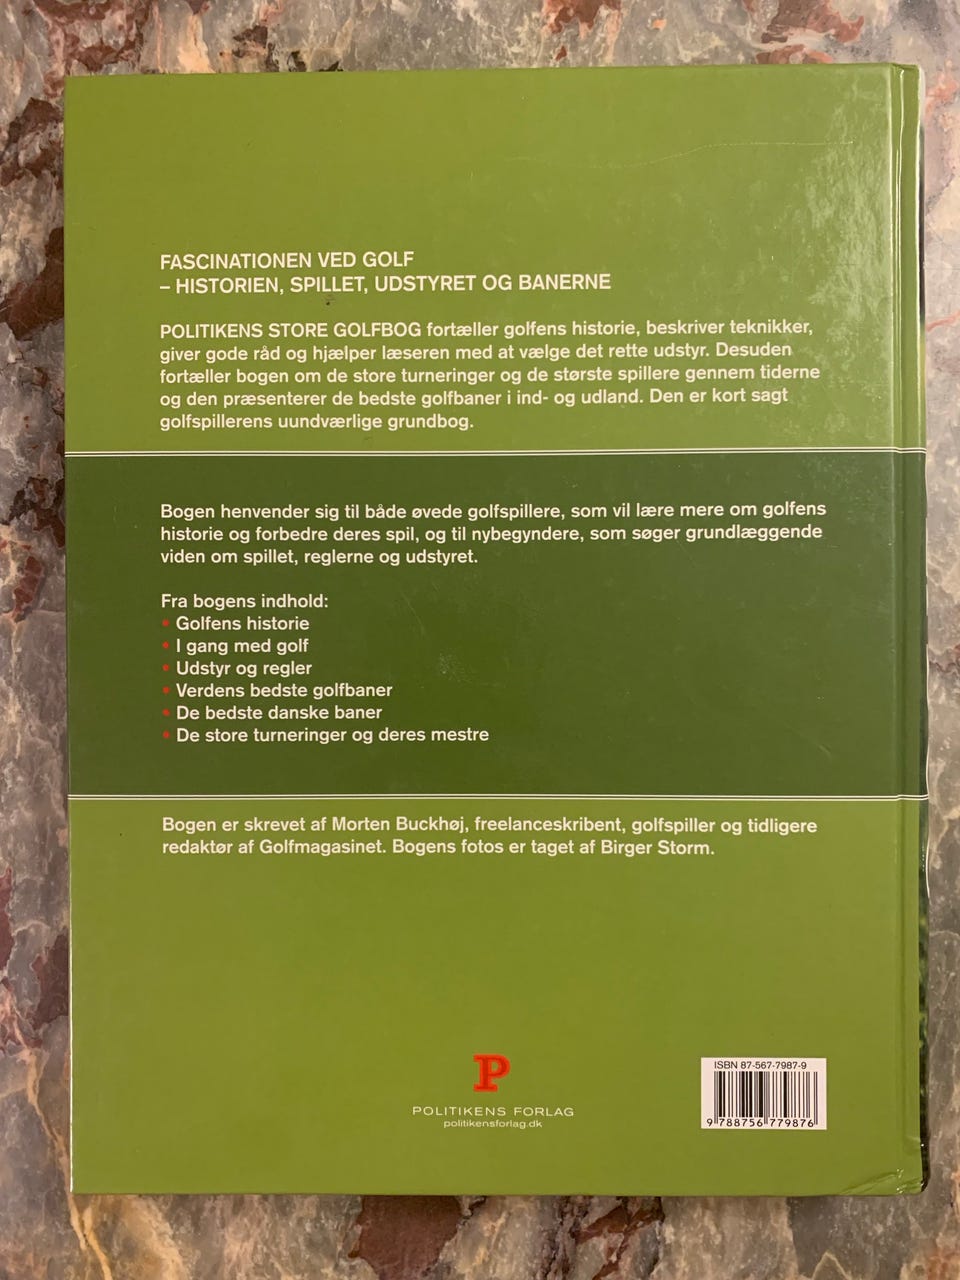 FASCINATIONEN VED GOLF
– HISTORIEN, SPILLET, UDSTYRET OG BANERNE
POLITIKENS STORE GOLFBOG fortæller golfens historie, beskriver teknikker,
giver gode råd og hjælper læseren med at vælge det rette udstyr. Desuden
fortæller bogen om de store turneringer og de største spillere gennem tiderne
og den præsenterer de bedste golfbaner i ind- og udland. Den er kort sagt
golfspillerens uundværlige grundbog.
Bogen henvender sig til både øvede golfspillere, som vil lære mere om golfens
historie og forbedre deres spil, og til nybegyndere, som søger grundlæggende
viden om spillet, reglerne og udstyret.
Fra bogens indhold:
• Golfens historie
• I gang med golf
• Udstyr og regler
• Verdens bedste golfbaner
• De bedste danske baner
• De store turneringer og deres mestre
Bogen er skrevet af Morten Buckhøj, freelanceskribent, golfspiller og tidligere
redaktør af Golfmagasinet. Bogens fotos er taget af Birger Storm.
P
POLITIKENS FORLAG
politikensforlag.dk
ISBN 87-567-7987-9
9 788756 779876